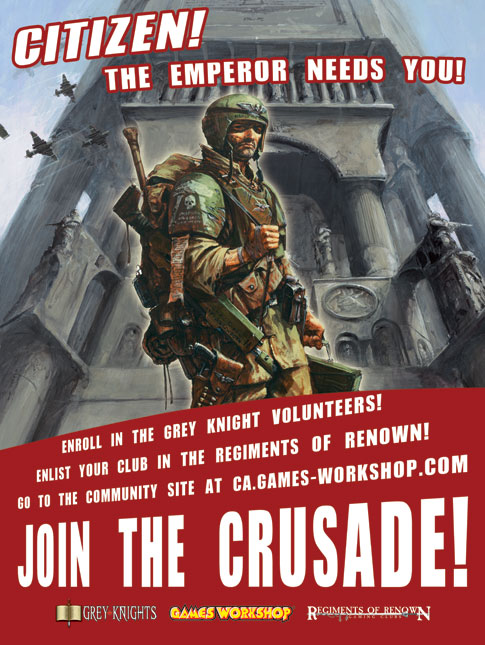 CITIZEN!
THE EMPEROR NEEDS YOU!
ENROLL IN THE GREY KNIGHT VOLUNTEERS!
ENLIST YOUR CLUB IN THE REGIMENTS OF RENOWN!
GO TO THE COMMUNITY SITE AT CA.GAMES-WORKSHOP.COM
JOIN THE CRUSADE!
GREY KNIGHTS
GAMES WORKSHOP
REGIMENTS OF RENOWN
GAMING CLUBS